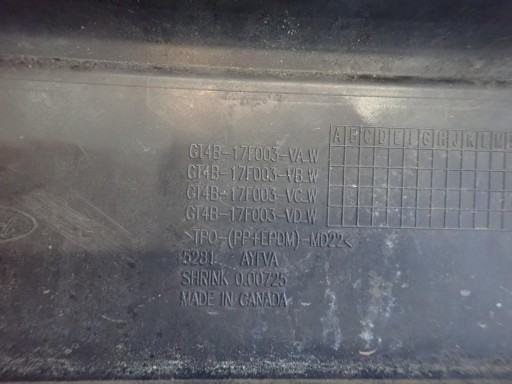 A B C D E F G H J K L M
GT4B-17F003-VA.W
GT4B-17F003-VB.W
GT4B-17F003-VC.W
GT4B-17F003-VD.W
>TPO-(PP+EPDM)-MD22<
5281 AYFVA
SHRINK 0.00725
MADE IN CANADA